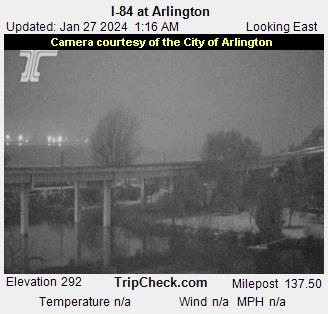 I-84 at Arlington
Updated: Jan 27 2024 1:16 AM Looking East
Camera courtesy of the City of Arlington
Elevation 292 TripCheck.com Milepost 137.50
Temperature n/a Wind n/a MPH n/a